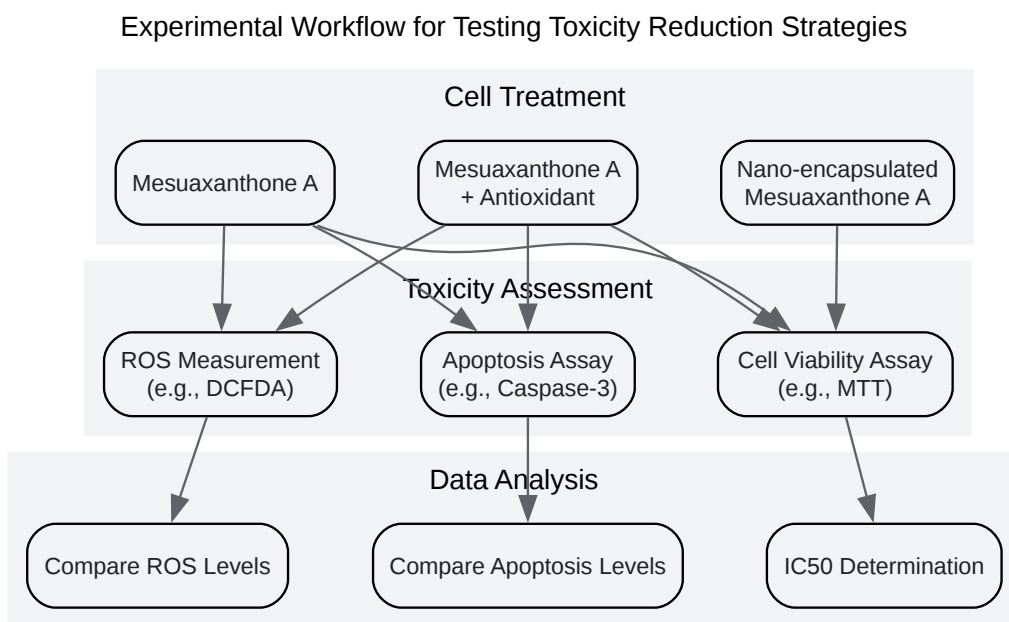 Experimental Workflow for Testing Toxicity Reduction Strategies
Cell Treatment
Mesuaxanthone A
Mesuaxanthone A
+ Antioxidant
Nano-encapsulated
Mesuaxanthone A
Toxicity Assessment
ROS Measurement
(e.g., DCFDA)
Apoptosis Assay
(e.g., Caspase-3)
Cell Viability Assay
(e.g., MTT)
Data Analysis
Compare ROS Levels
Compare Apoptosis Levels
IC50 Determination